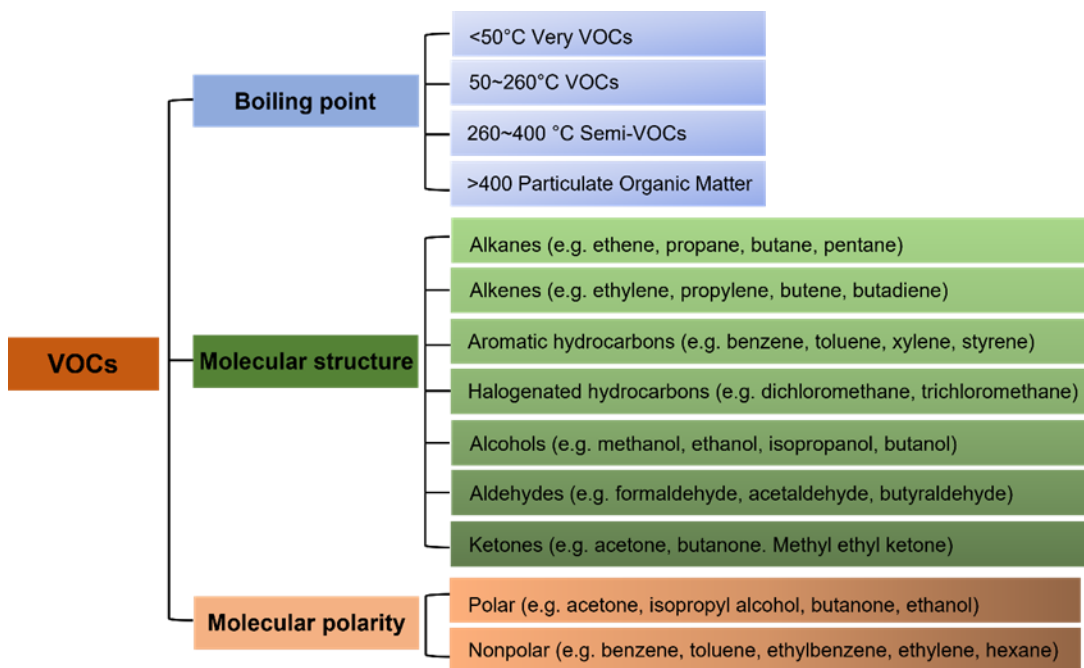 VOCs
Boiling point
<50°C Very VOCs
50~260°C VOCs
260~400 °C Semi-VOCs
>400 Particulate Organic Matter
Molecular structure
Alkanes (e.g. ethene, propane, butane, pentane)
Alkenes (e.g. ethylene, propylene, butene, butadiene)
Aromatic hydrocarbons (e.g. benzene, toluene, xylene, styrene)
Halogenated hydrocarbons (e.g. dichloromethane, trichloromethane)
Alcohols (e.g. methanol, ethanol, isopropanol, butanol)
Aldehydes (e.g. formaldehyde, acetaldehyde, butyraldehyde)
Ketones (e.g. acetone, butanone. Methyl ethyl ketone)
Molecular polarity
Polar (e.g. acetone, isopropyl alcohol, butanone, ethanol)
Nonpolar (e.g. benzene, toluene, ethylbenzene, ethylene, hexane)